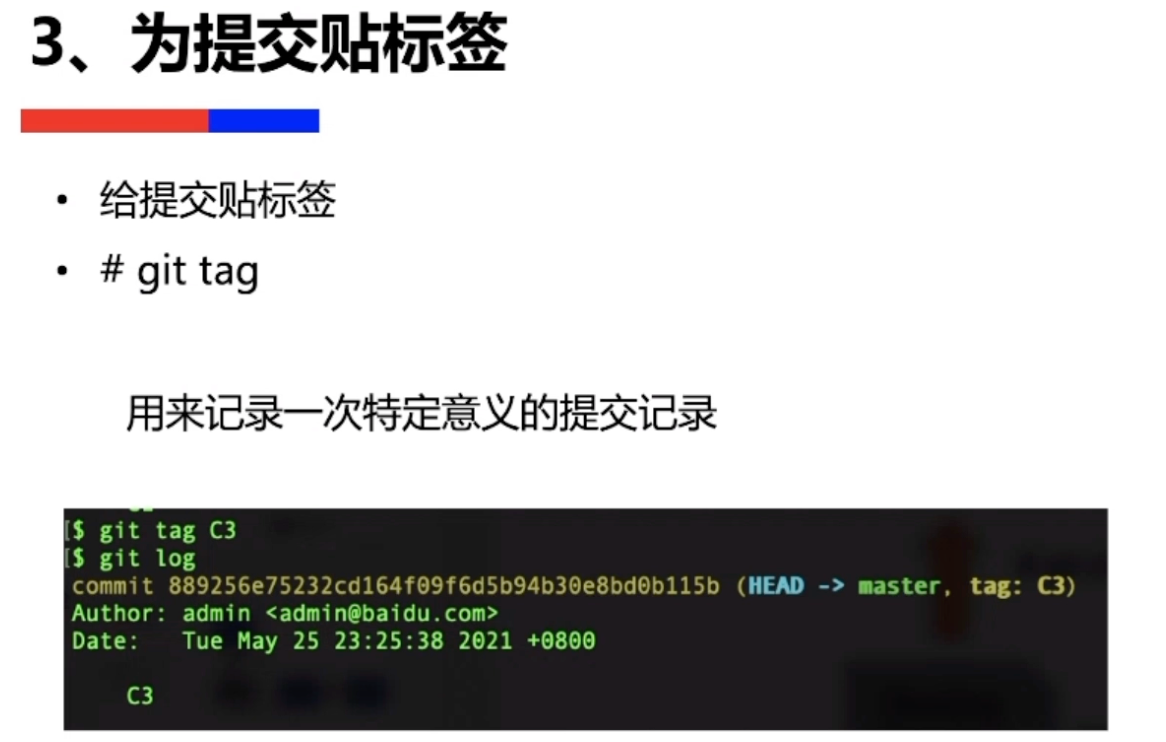 3、为提交贴标签
• 给提交贴标签
• # git tag
用来记录一次特定意义的提交记录
[$ git tag C3
[$ git log
commit 889256e75232cd164f09f6d5b94b30e8bd0b115b (HEAD -> master, tag: C3)
Author: admin <admin@baidu.com>
Date:   Tue May 25 23:25:38 2021 +0800
C3